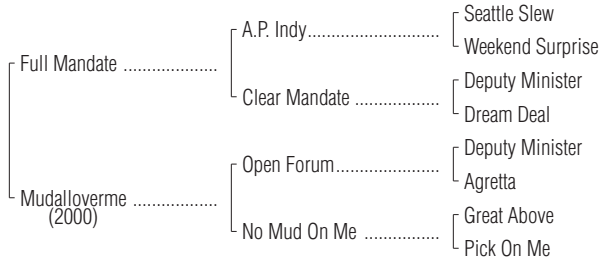 Seattle Slew
A.P. Indy..............................
Weekend Surprise
Full Mandate ...................
Deputy Minister
Clear Mandate .................
Dream Deal
Deputy Minister
Open Forum.....................
Agretta
Mudalloverme .................
(2000)
Great Above
No Mud On Me ...............
Pick On Me